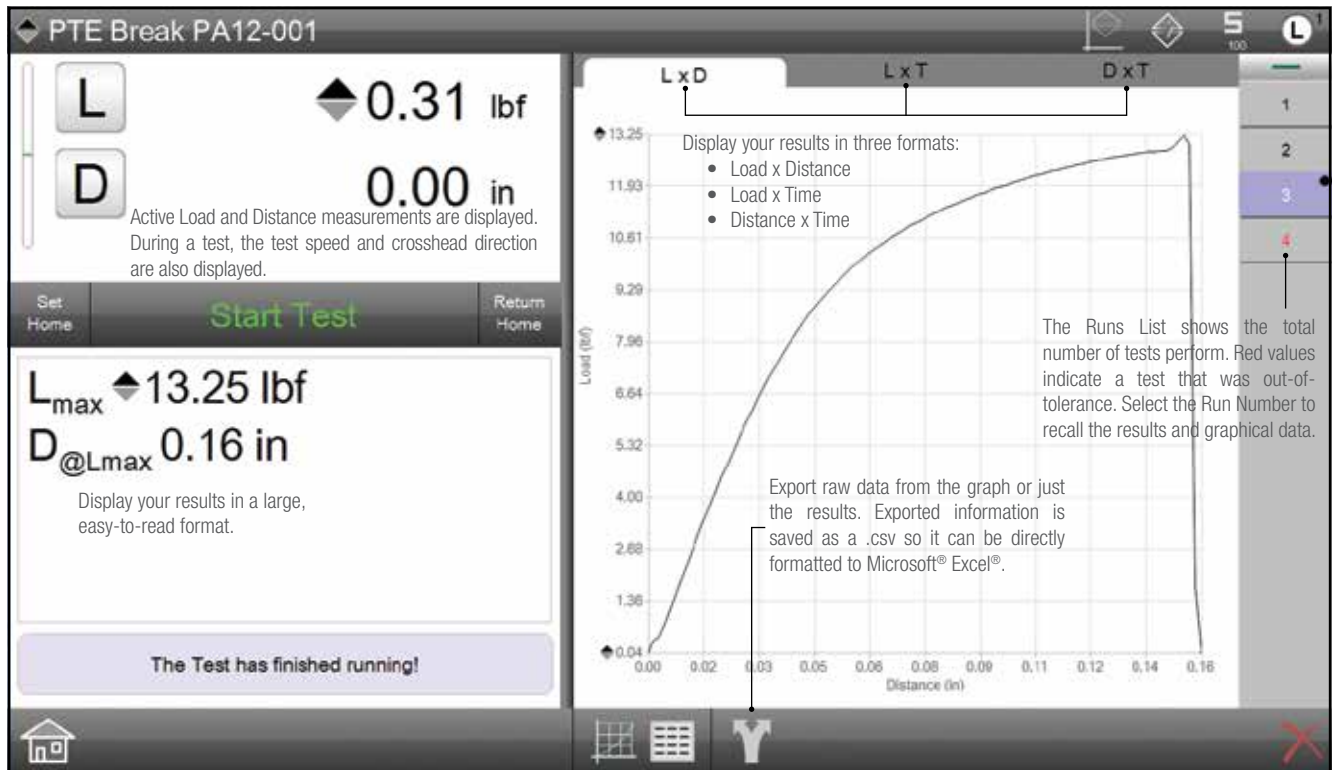 PTE Break PA12-001
5
100
L
1
L
0.31 lbf
D
0.00 in
Active Load and Distance measurements are displayed.
During a test, the test speed and crosshead direction
are also displayed.
Set
Home
Start Test
Return
Home
Lmax 13.25 lbf
D@Lmax 0.16 in
Display your results in a large,
easy-to-read format.
The Test has finished running!
L x D
L x T
D x T
Display your results in three formats:
• Load x Distance
• Load x Time
• Distance x Time
13.25
11.93
10.61
9.29
7.96
6.64
5.32
4.00
2.68
1.36
0.04
Load (lbf)
0.00 0.02 0.03 0.05 0.06 0.08 0.09 0.11 0.12 0.14 0.16
Distance (in)
Export raw data from the graph or just
the results. Exported information is
saved as a .csv so it can be directly
formatted to Microsoft® Excel®.
1
2
3
4
The Runs List shows the total
number of tests perform. Red values
indicate a test that was out-of-
tolerance. Select the Run Number to
recall the results and graphical data.